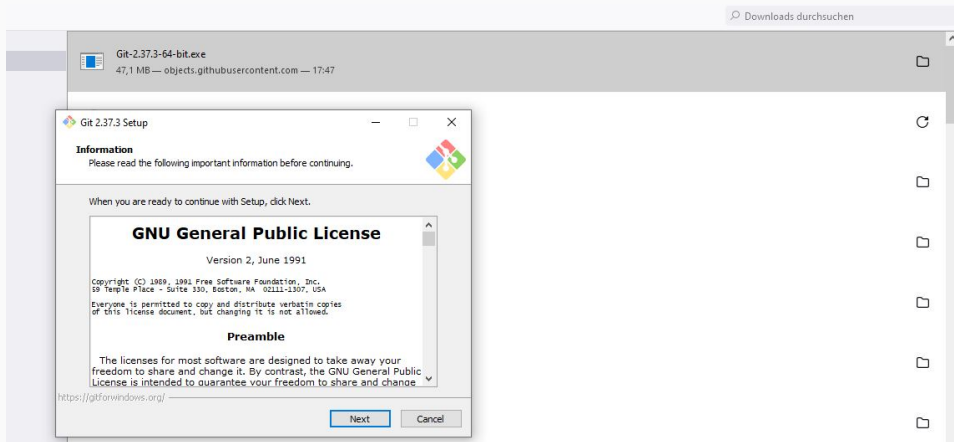 Downloads durchsuchen
Git-2.37.3-64-bit.exe
47,1 MB — objects.githubusercontent.com — 17:47
Git 2.37.3 Setup
Information
Please read the following important information before continuing.
When you are ready to continue with Setup, click Next.
GNU General Public License
Version 2, June 1991
Copyright (C) 1989, 1991 Free Software Foundation, Inc.
59 Temple Place - Suite 330, Boston, MA  02111-1307, USA
Everyone is permitted to copy and distribute verbatim copies
of this license document, but changing it is not allowed.
Preamble
The licenses for most software are designed to take away your
freedom to share and change it. By contrast, the GNU General Public
License is intended to guarantee your freedom to share and change
https://gitforwindows.org/
Next
Cancel